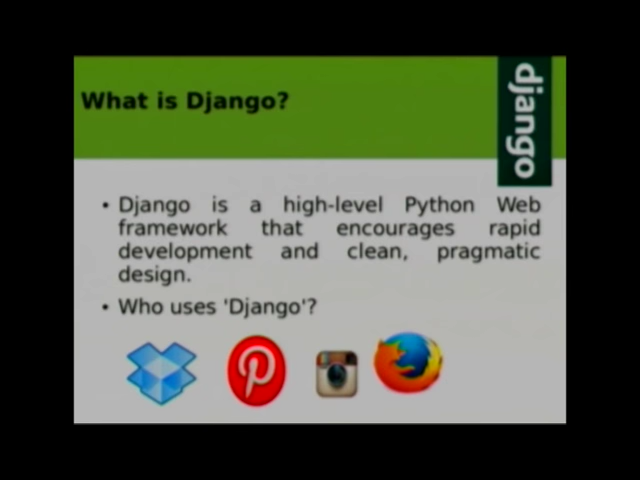 What is Django?
django
• Django is a high-level Python Web
framework that encourages rapid
development and clean, pragmatic
design.
• Who uses 'Django'?